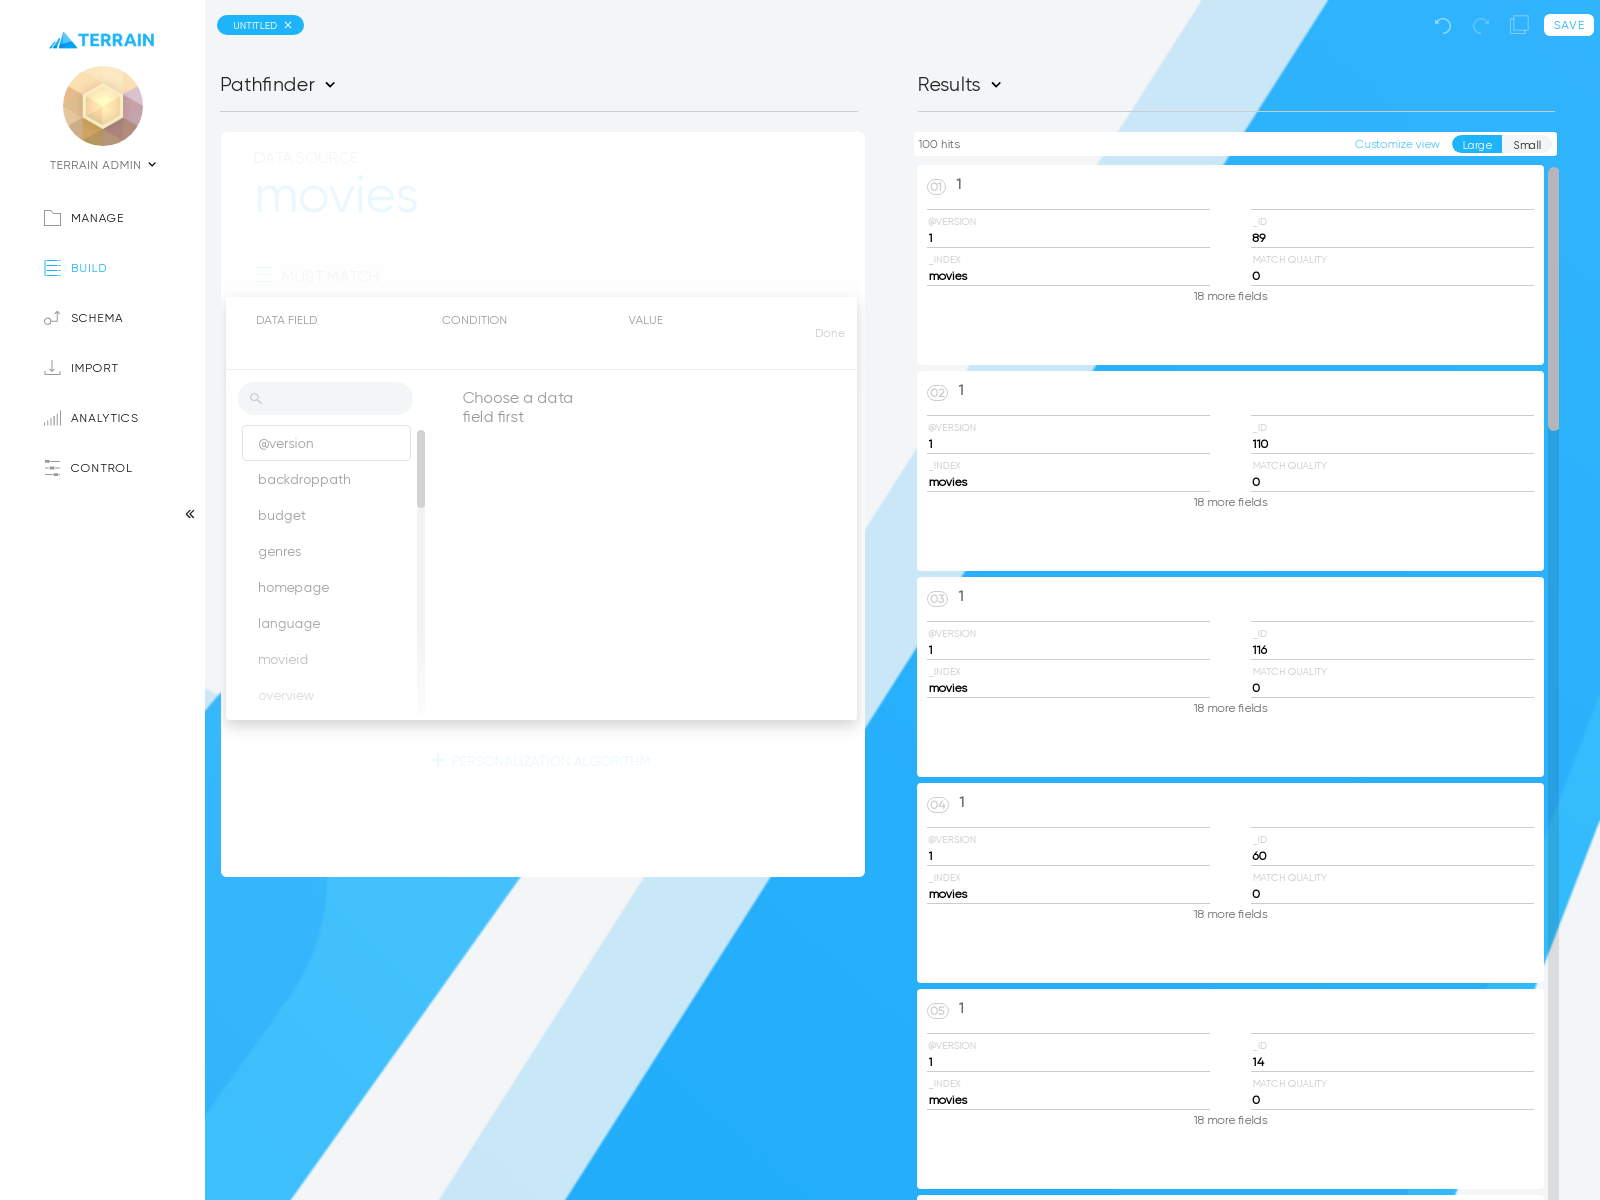 TERRAIN
TERRAIN ADMIN
MANAGE
BUILD
SCHEMA
IMPORT
ANALYTICS
CONTROL
UNTITLED
SAVE
Pathfinder
DATA SOURCE
movies
MUST MATCH
DATA FIELD CONDITION VALUE
Done
Choose a data
field first
@version
backdroppath
budget
genres
homepage
language
movieid
overview
PERSONALIZATION ALGORITHM
Results
100 hits Customize view Large Small
01 1
@VERSION _ID
1 89
_INDEX MATCH QUALITY
movies 0
18 more fields
02 1
@VERSION _ID
1 110
_INDEX MATCH QUALITY
movies 0
18 more fields
03 1
@VERSION _ID
1 116
_INDEX MATCH QUALITY
movies 0
18 more fields
04 1
@VERSION _ID
1 60
_INDEX MATCH QUALITY
movies 0
18 more fields
05 1
@VERSION _ID
1 14
_INDEX MATCH QUALITY
movies 0
18 more fields